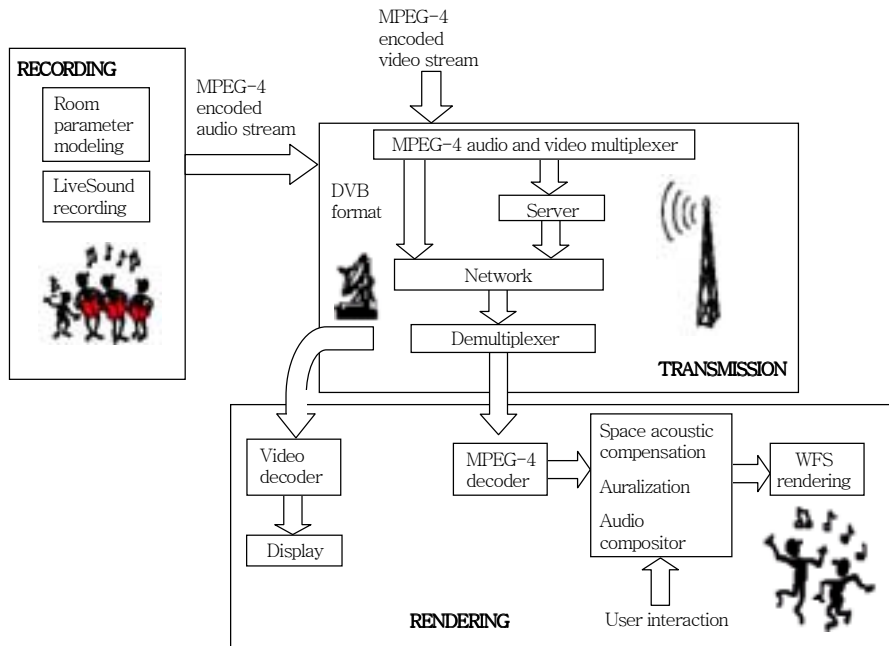 MPEG-4
encoded
video stream
RECORDING
Room
parameter
modeling
LiveSound
recording
MPEG-4
encoded
audio stream
MPEG-4 audio and video multiplexer
DVB
format
Server
Network
Demultiplexer
TRANSMISSION
Video
decoder
Display
MPEG-4
decoder
Space acoustic
compensation
Auralization
Audio
compositor
WFS
rendering
User interaction
RENDERING